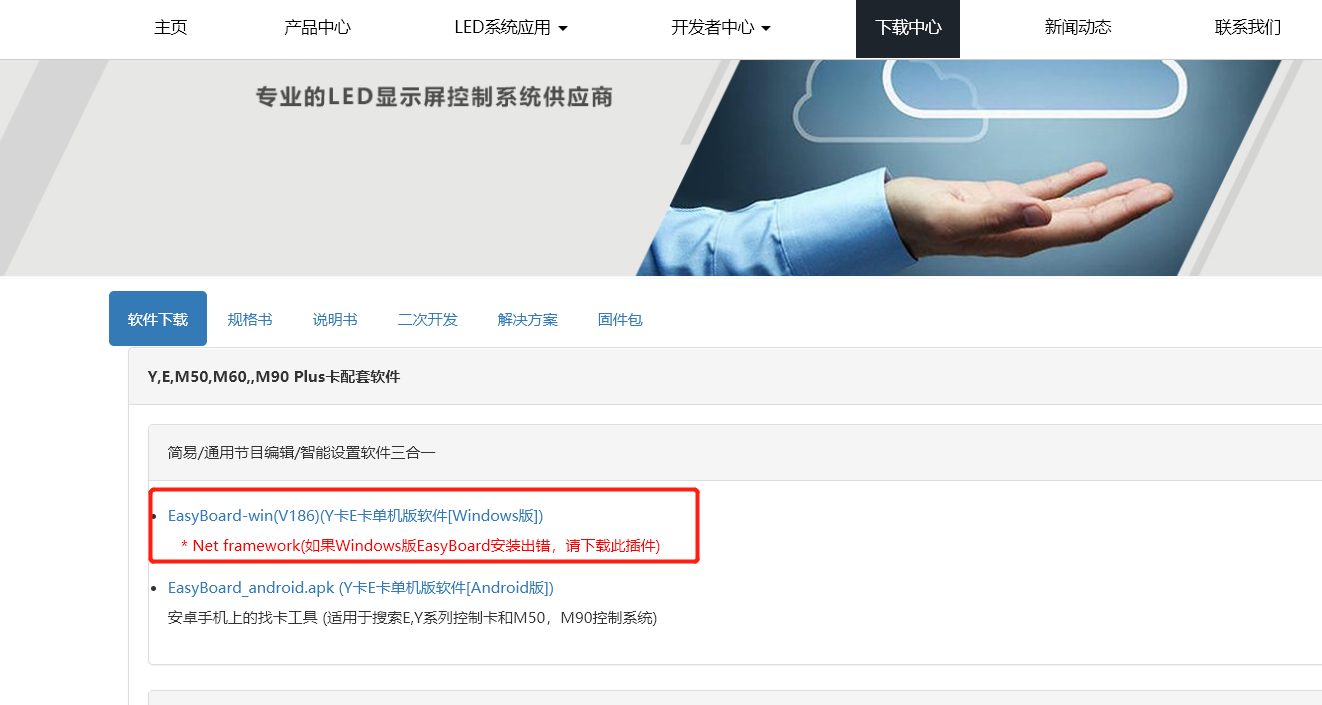 主页 产品中心 LED系统应用 开发者中心 下载中心 新闻动态 联系我们
专业的LED显示屏控制系统供应商
软件下载 规格书 说明书 二次开发 解决方案 固件包
Y,E,M50,M60,,M90 Plus卡配套软件
简易/通用节目编辑/智能设置软件三合一
EasyBoard-win(V186)(Y卡E卡单机版软件[Windows版])
* Net framework(如果Windows版EasyBoard安装出错，请下载此插件)
EasyBoard_android.apk (Y卡E卡单机版软件[Android版])
安卓手机上的找卡工具 (适用于搜索E,Y系列控制卡和M50，M90控制系统)